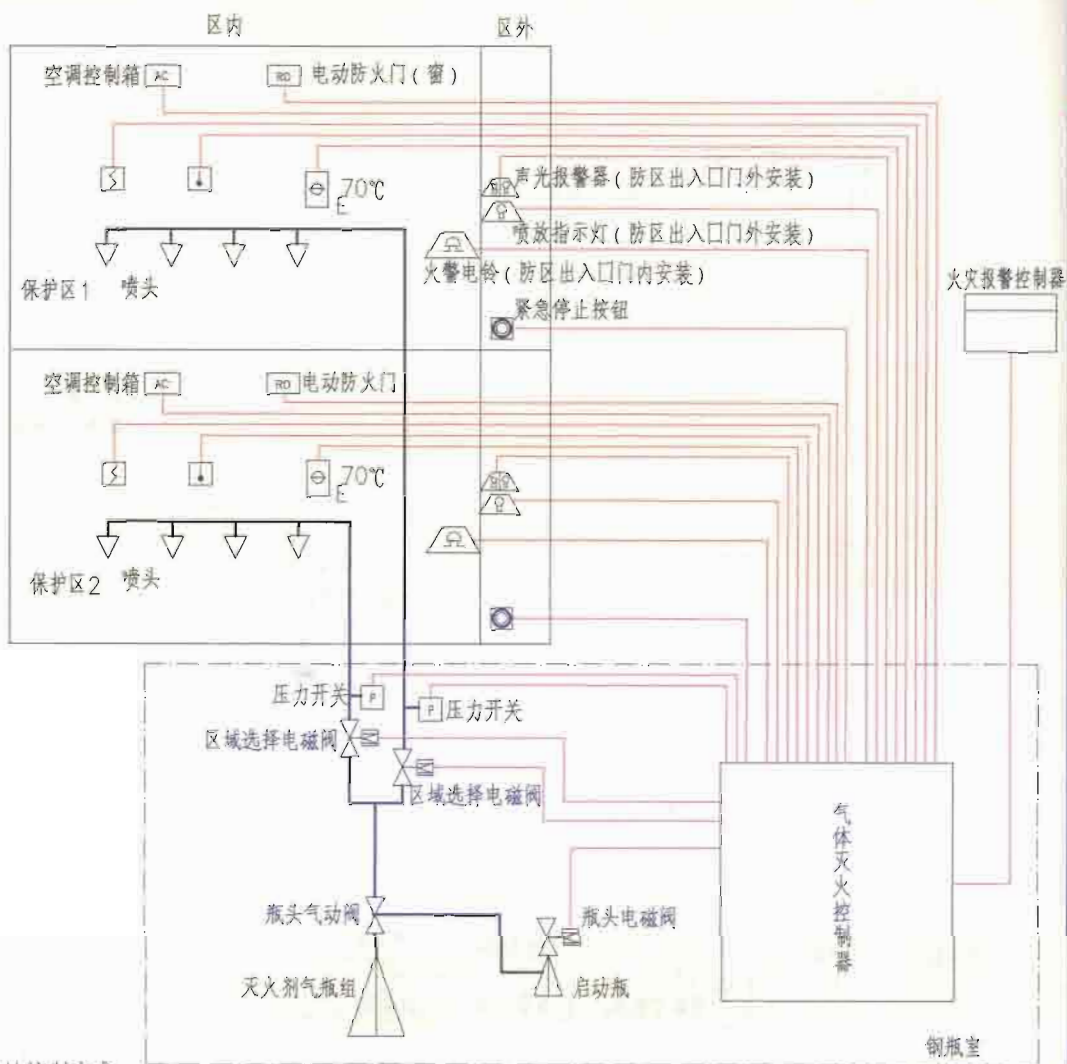 区内
区外
空调控制箱 AC
RD 电动防火门(窗)
70℃
E
声光报警器(防区出入口门外安装)
喷放指示灯(防区出入口门外安装)
火警电铃(防区出入口门内安装)
紧急停止按钮
保护区1 喷头
火灾报警控制器
空调控制箱 AC
RD 电动防火门
70℃
E
保护区2 喷头
压力开关 P
P 压力开关
区域选择电磁阀 M
M
区域选择电磁阀
气体灭火控制器
瓶头气动阀
瓶头电磁阀
M
灭火剂气瓶组
启动瓶
钢瓶室